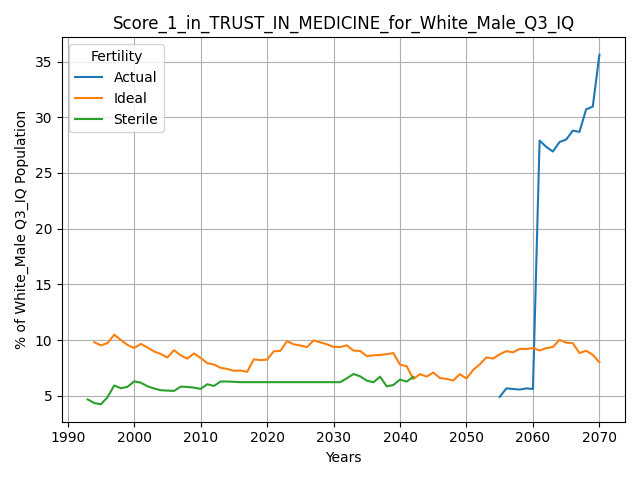 Score_1_in_TRUST_IN_MEDICINE_for_White_Male_Q3_IQ
Fertility
Actual
Ideal
Sterile
% of White_Male Q3_IQ Population
35
30
25
20
15
10
5
1990 2000 2010 2020 2030 2040 2050 2060 2070
Years